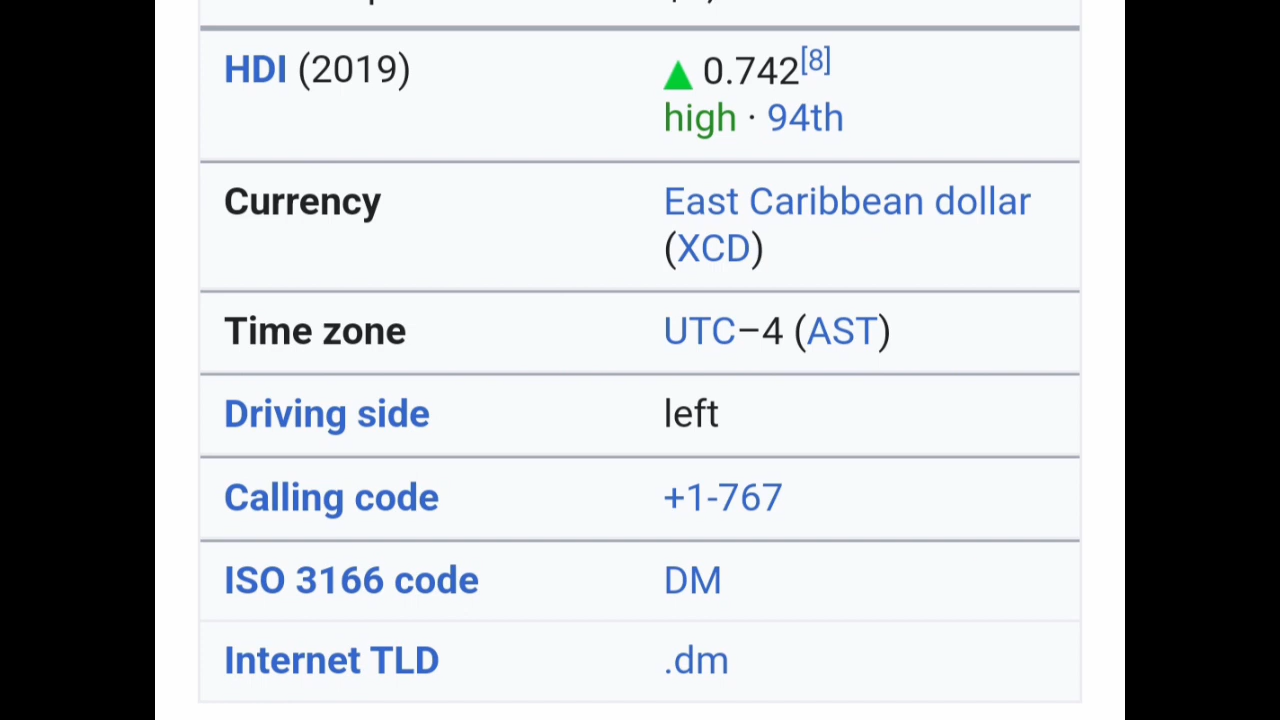 HDI (2019) ▲ 0.742[8]
high · 94th
Currency East Caribbean dollar
(XCD)
Time zone UTC−4 (AST)
Driving side left
Calling code +1-767
ISO 3166 code DM
Internet TLD .dm